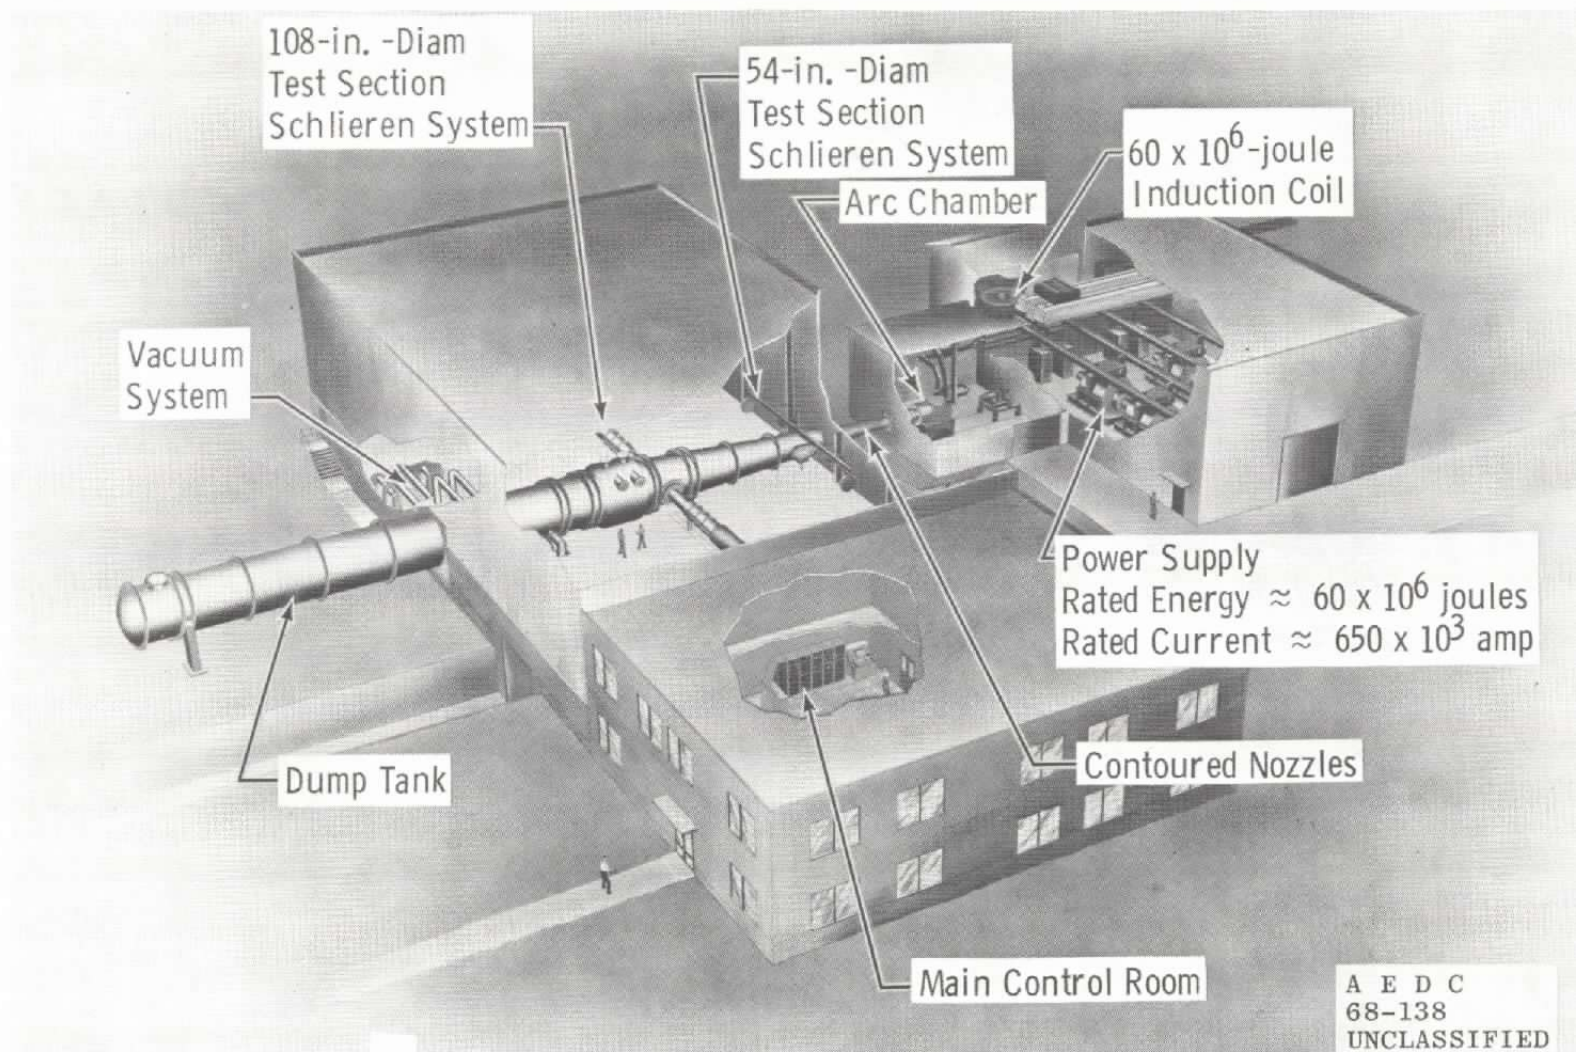 108-in. -Diam
Test Section
Schlieren System
54-in. -Diam
Test Section
Schlieren System
Arc Chamber
60 x 10⁶-joule
Induction Coil
Vacuum
System
Power Supply
Rated Energy ≈ 60 x 10⁶ joules
Rated Current ≈ 650 x 10³ amp
Dump Tank
Contoured Nozzles
Main Control Room
A E D C
68-138
UNCLASSIFIED